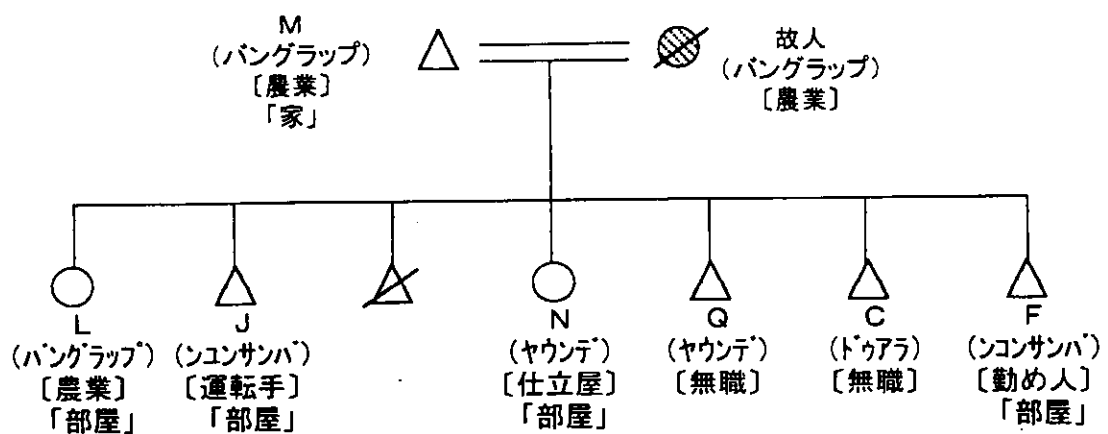 M
(バングラップ)
〔農業〕
「家」
故人
(バングラップ)
〔農業〕
L
(バングラップ)
〔農業〕
「部屋」
J
(ンユンサンバ)
〔運転手〕
「部屋」
N
(ヤウンデ)
〔仕立屋〕
「部屋」
Q
(ヤウンデ)
〔無職〕
C
(ドゥアラ)
〔無職〕
F
(ンコンサンバ)
〔勤め人〕
「部屋」